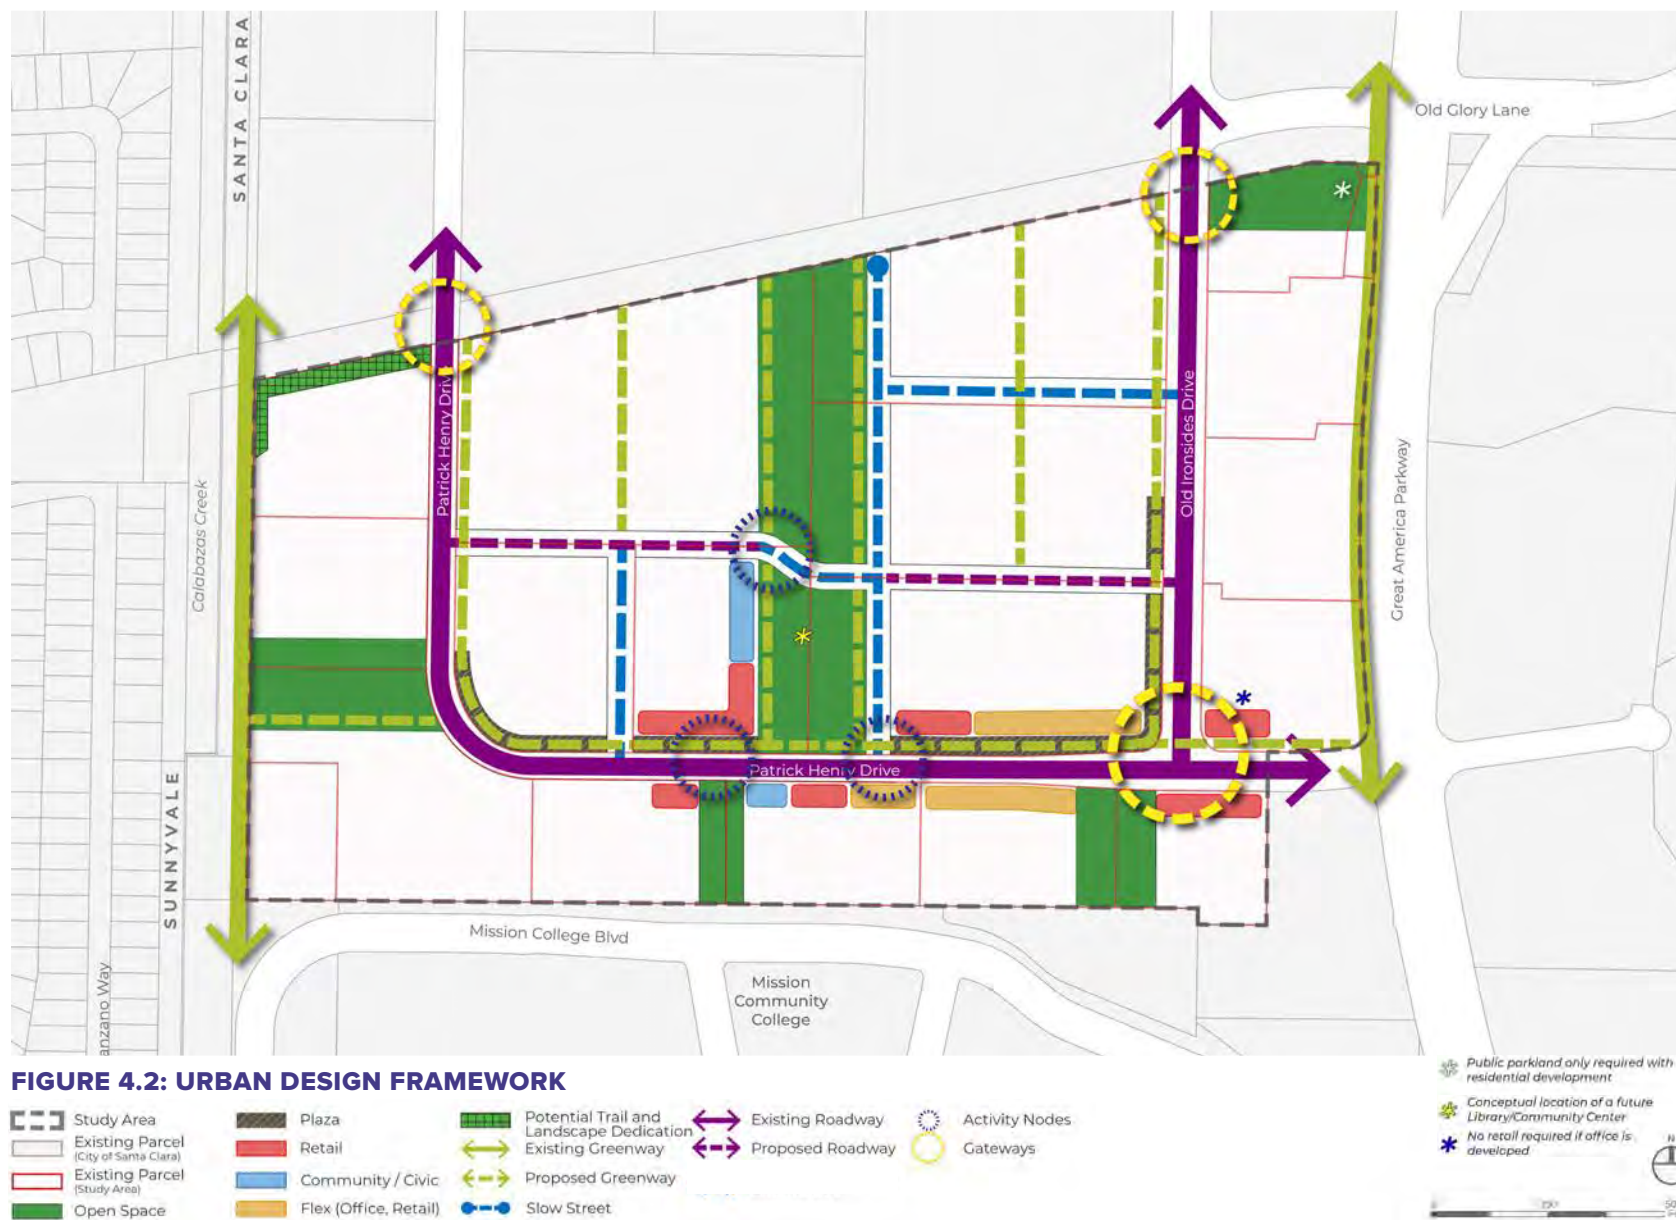 SANTA CLARA
Old Glory Lane
Patrick Henry Drive
Old Ironsides Drive
Great America Parkway
Calabazas Creek
Patrick Henry Drive
SUNNYVALE
Mission College Blvd
Mission
Community
College
anzano Way
FIGURE 4.2: URBAN DESIGN FRAMEWORK
Study Area
Existing Parcel
(City of Santa Clara)
Existing Parcel
(Study Area)
Open Space
Plaza
Retail
Community / Civic
Flex (Office, Retail)
Potential Trail and
Landscape Dedication
Existing Greenway
Proposed Greenway
Slow Street
Existing Roadway
Proposed Roadway
Activity Nodes
Gateways
Public parkland only required with
residential development
Conceptual location of a future
Library/Community Center
No retail required if office is
developed
N